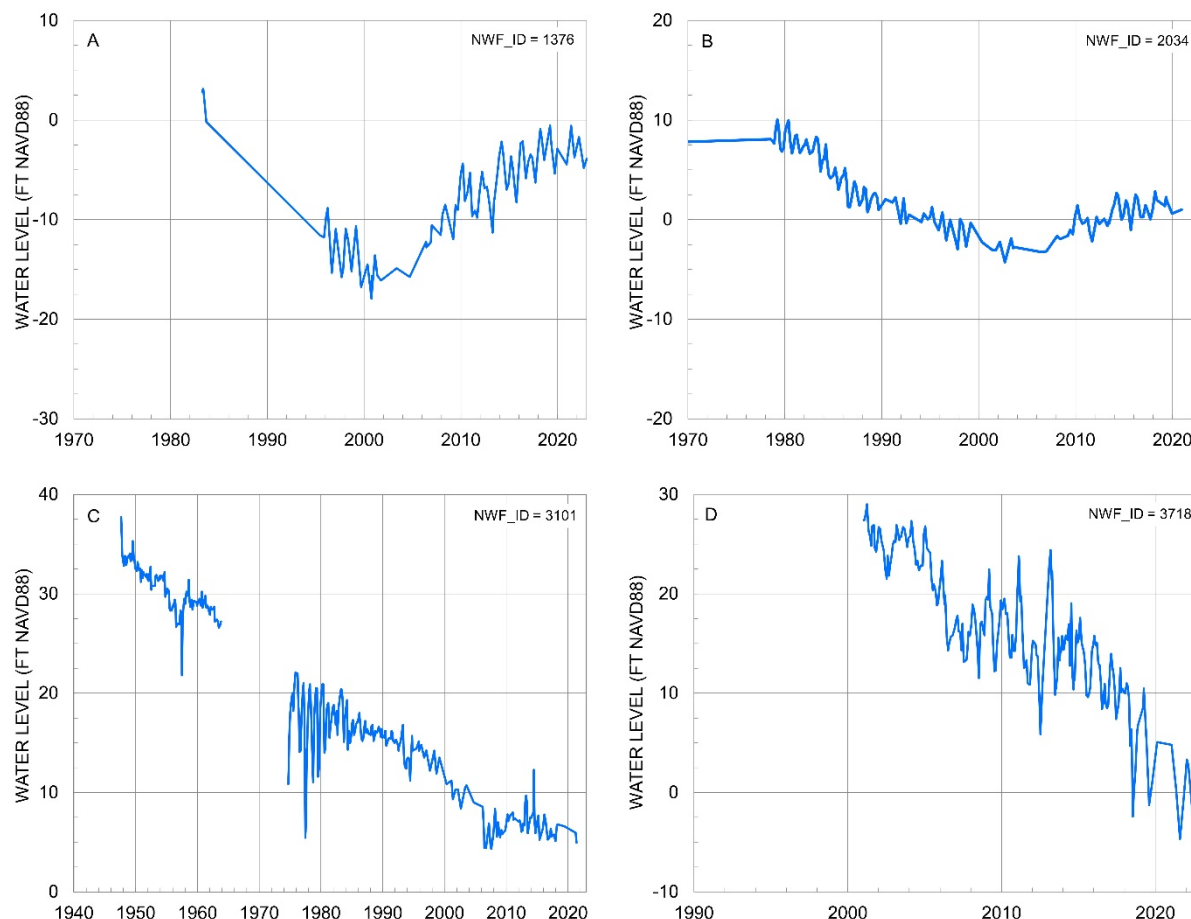 A
NWF_ID = 1376
WATER LEVEL (FT NAVD88)
10
0
-10
-20
-30
1970 1980 1990 2000 2010 2020
B
NWF_ID = 2034
WATER LEVEL (FT NAVD88)
20
10
0
-10
-20
1970 1980 1990 2000 2010 2020
C
NWF_ID = 3101
WATER LEVEL (FT NAVD88)
40
30
20
10
0
1940 1950 1960 1970 1980 1990 2000 2010 2020
D
NWF_ID = 3718
WATER LEVEL (FT NAVD88)
30
20
10
0
-10
1990 2000 2010 2020